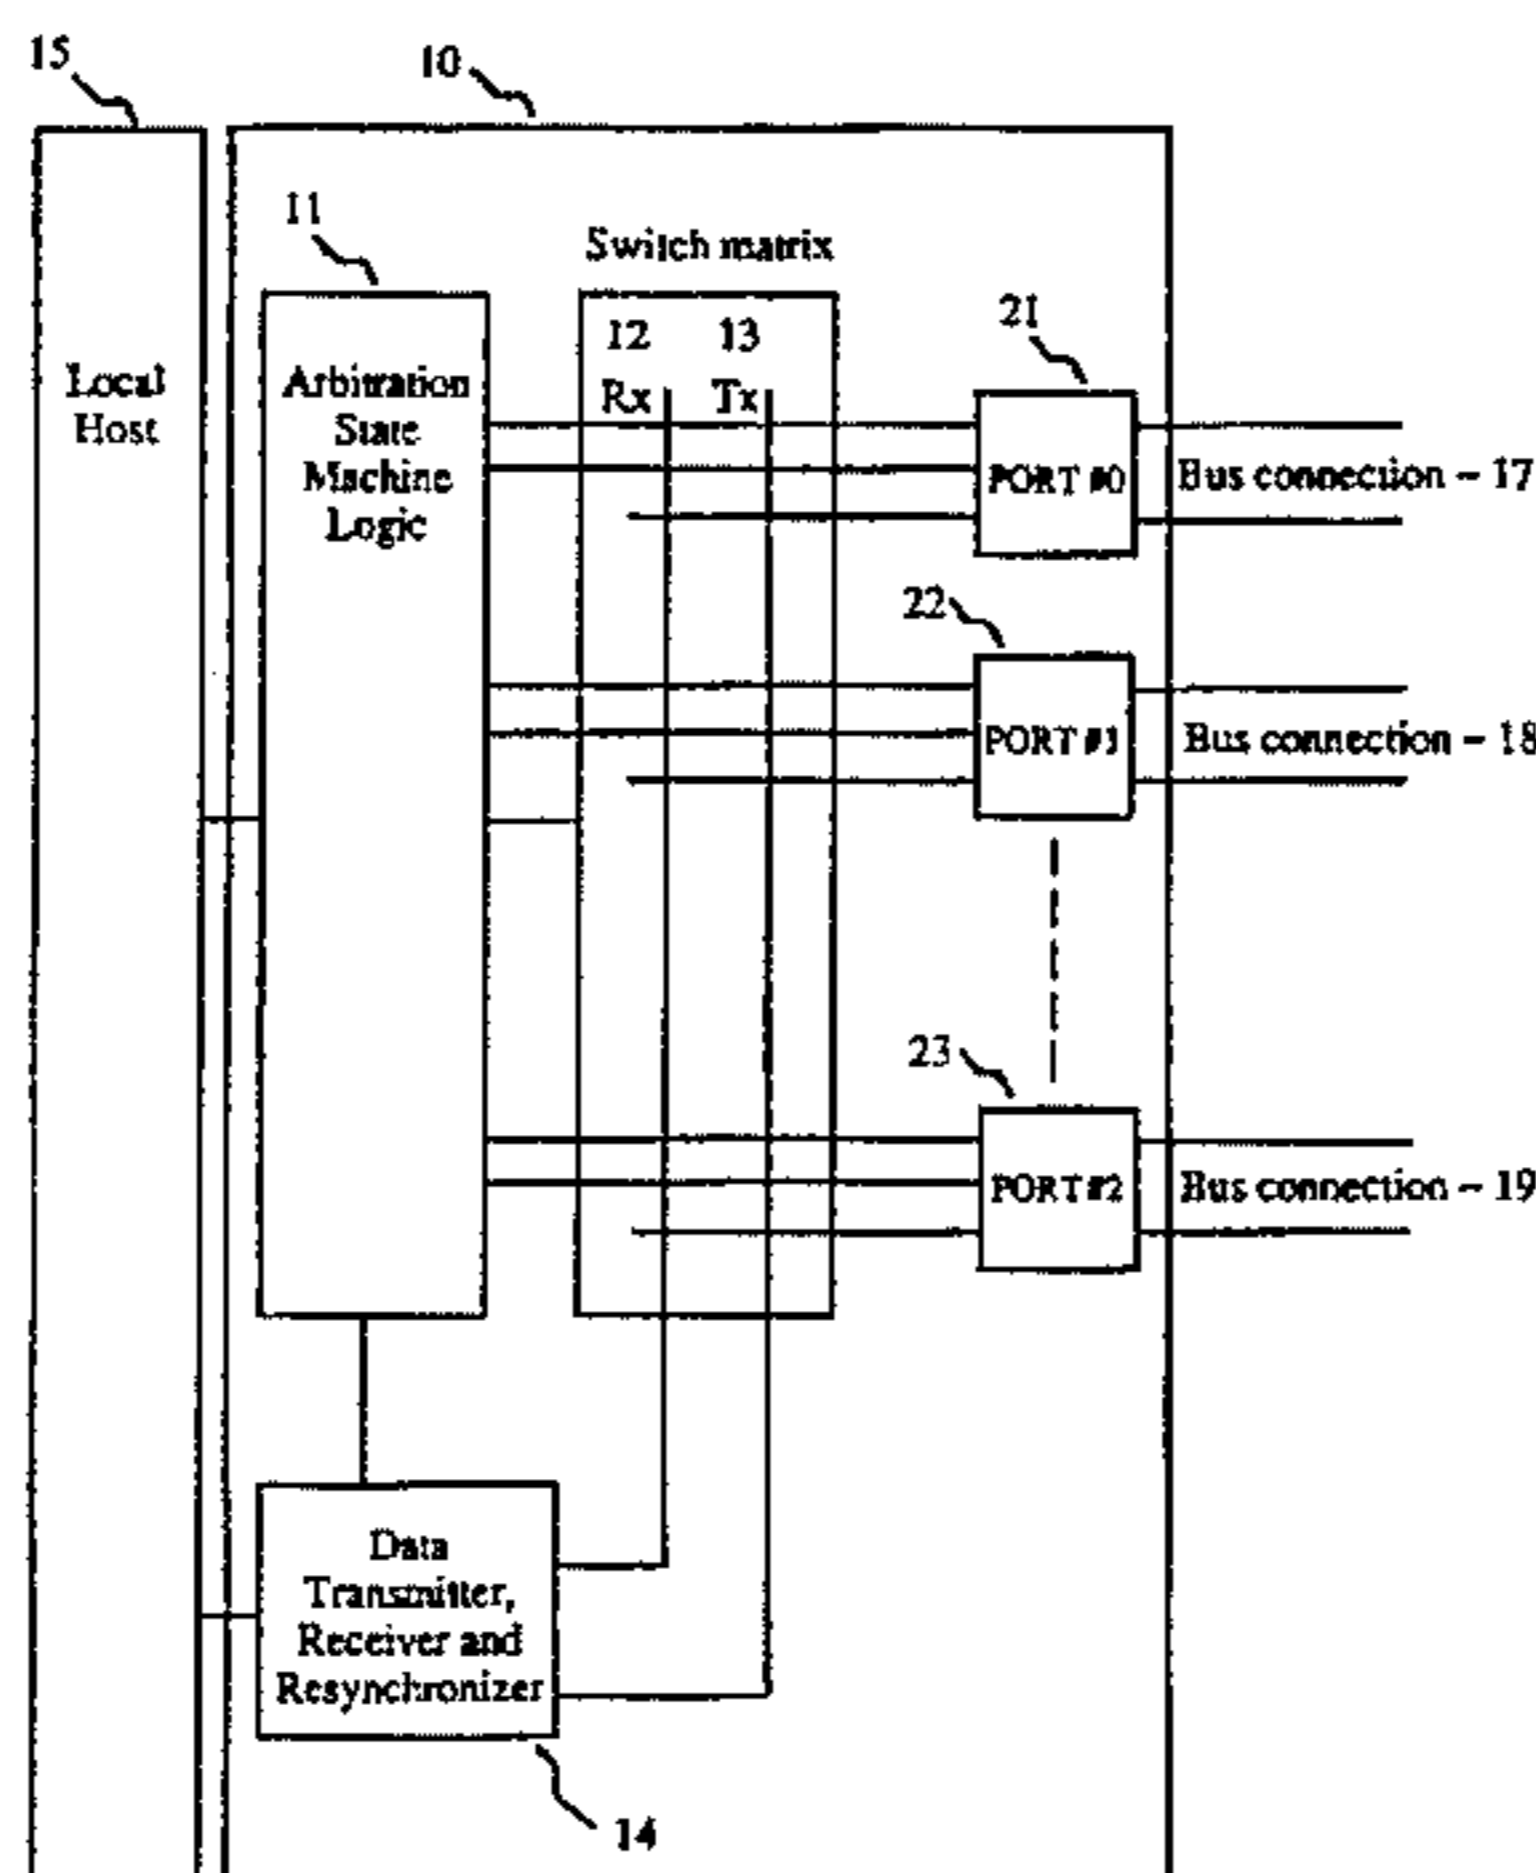 15
10
11
Switch matrix
12 13
Rx Tx
21
Local
Host
Arbitration
State
Machine
Logic
PORT #0
Bus connection - 17
22
PORT #1
Bus connection - 18
23
PORT #2
Bus connection - 19
Data
Transmitter,
Receiver and
Resynchronizer
14